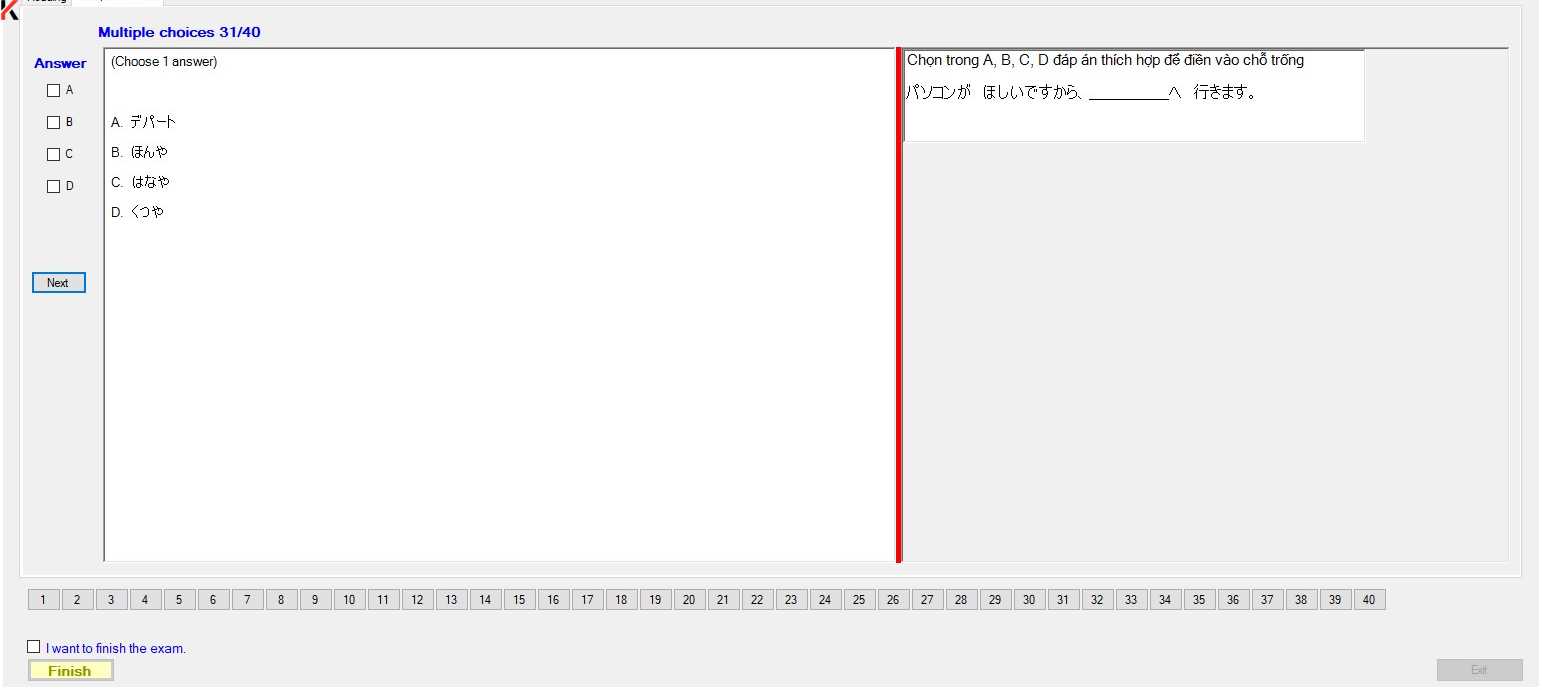 Multiple choices 31/40
Answer
(Choose 1 answer)
A
B
C
D
A. デパート
B. ほんや
C. はなや
D. くつや
Next
Chọn trong A, B, C, D đáp án thích hợp để điền vào chỗ trống
パソコンが ほしいですから、__________へ 行きます。
1 2 3 4 5 6 7 8 9 10 11 12 13 14 15 16 17 18 19 20 21 22 23 24 25 26 27 28 29 30 31 32 33 34 35 36 37 38 39 40
I want to finish the exam.
Finish
Exit